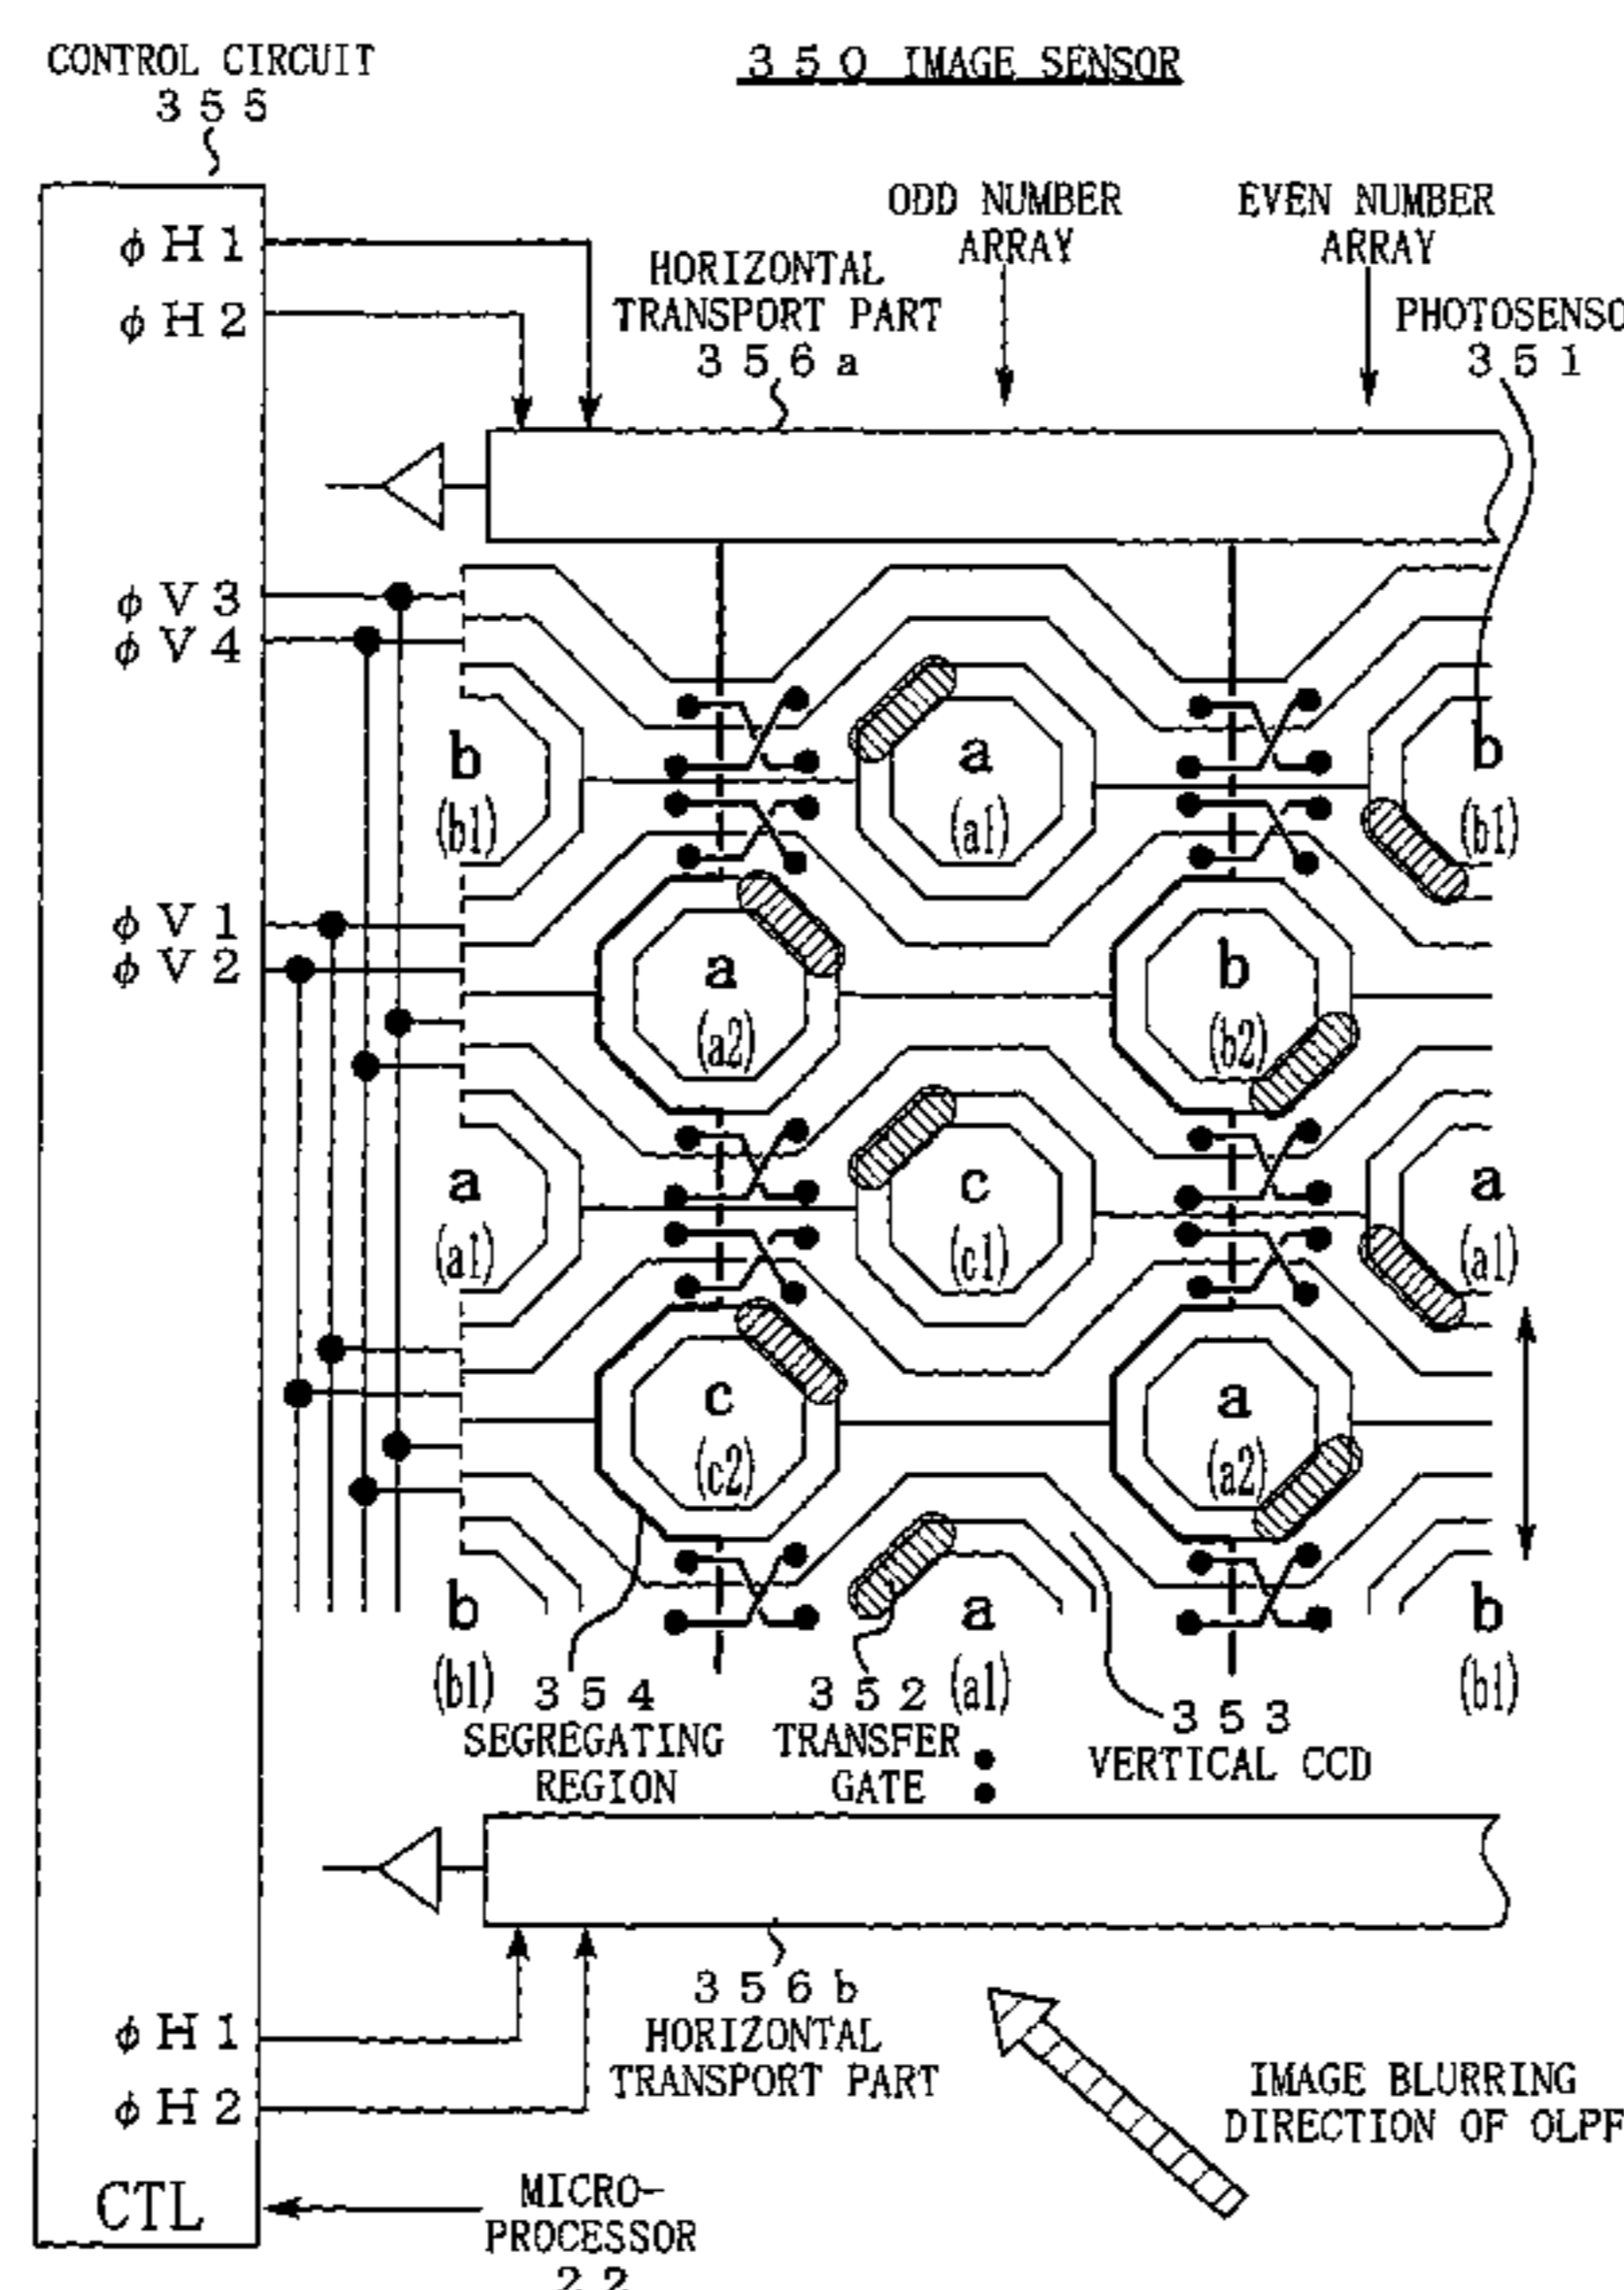 CONTROL CIRCUIT
355
350 IMAGE SENSOR
ODD NUMBER
ARRAY
EVEN NUMBER
ARRAY
φH1
φH2
HORIZONTAL
TRANSPORT PART
356a
PHOTOSENSO
351
φV3
φV4
b
(b1)
a
(a1)
b
(b1)
φV1
φV2
a
(a2)
b
(b2)
a
(a1)
c
(c1)
a
(a1)
c
(c2)
a
(a2)
b
(b1)
a
(a1)
b
(b1)
354
SEGREGATING
REGION
352
TRANSFER
GATE
353
VERTICAL CCD
356b
HORIZONTAL
TRANSPORT PART
φH1
φH2
IMAGE BLURRING
DIRECTION OF OLPF
CTL
MICRO-
PROCESSOR
22